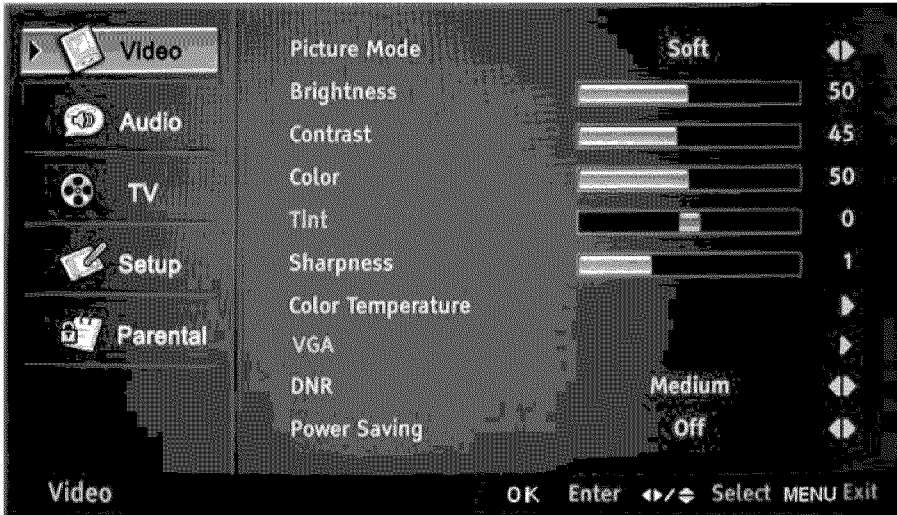 Video
Audio
TV
Setup
Parental
Picture Mode Soft
Brightness 50
Contrast 45
Color 50
Tint 0
Sharpness 1
Color Temperature
VGA
DNR Medium
Power Saving Off
Video OK Enter / Select MENU Exit